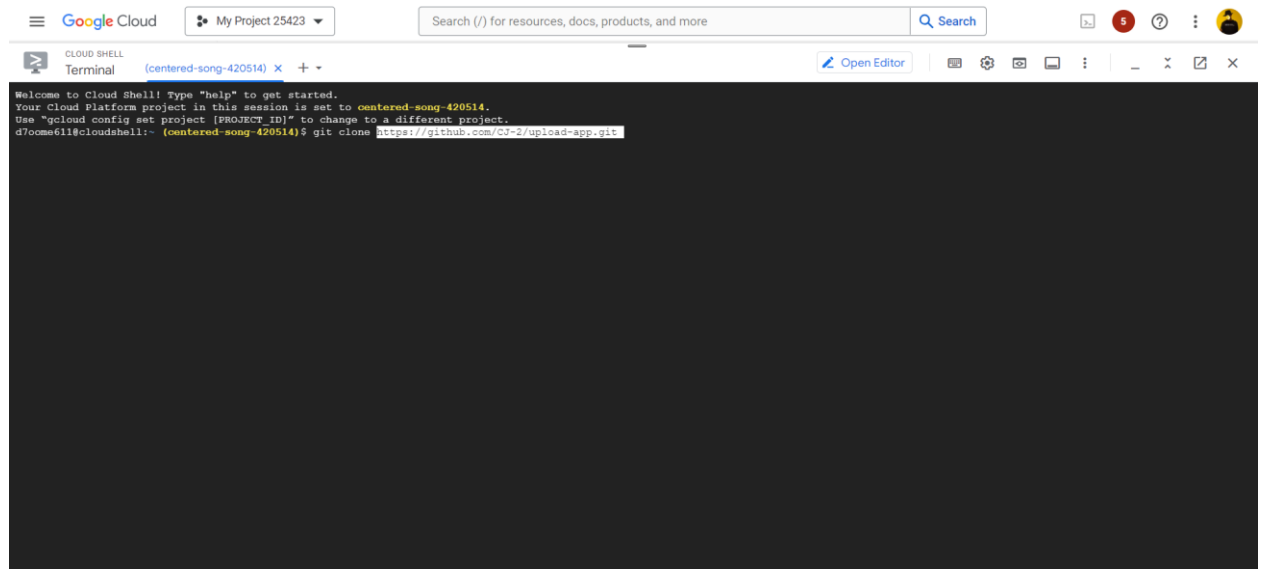 Google Cloud
My Project 25423
Search (/) for resources, docs, products, and more
Search
5
CLOUD SHELL
Terminal
(centered-song-420514)
Open Editor
Welcome to Cloud Shell! Type "help" to get started.
Your Cloud Platform project in this session is set to centered-song-420514.
Use "gcloud config set project [PROJECT_ID]" to change to a different project.
d7oome611@cloudshell:~ (centered-song-420514)$ git clone https://github.com/CJ-2/upload-app.git